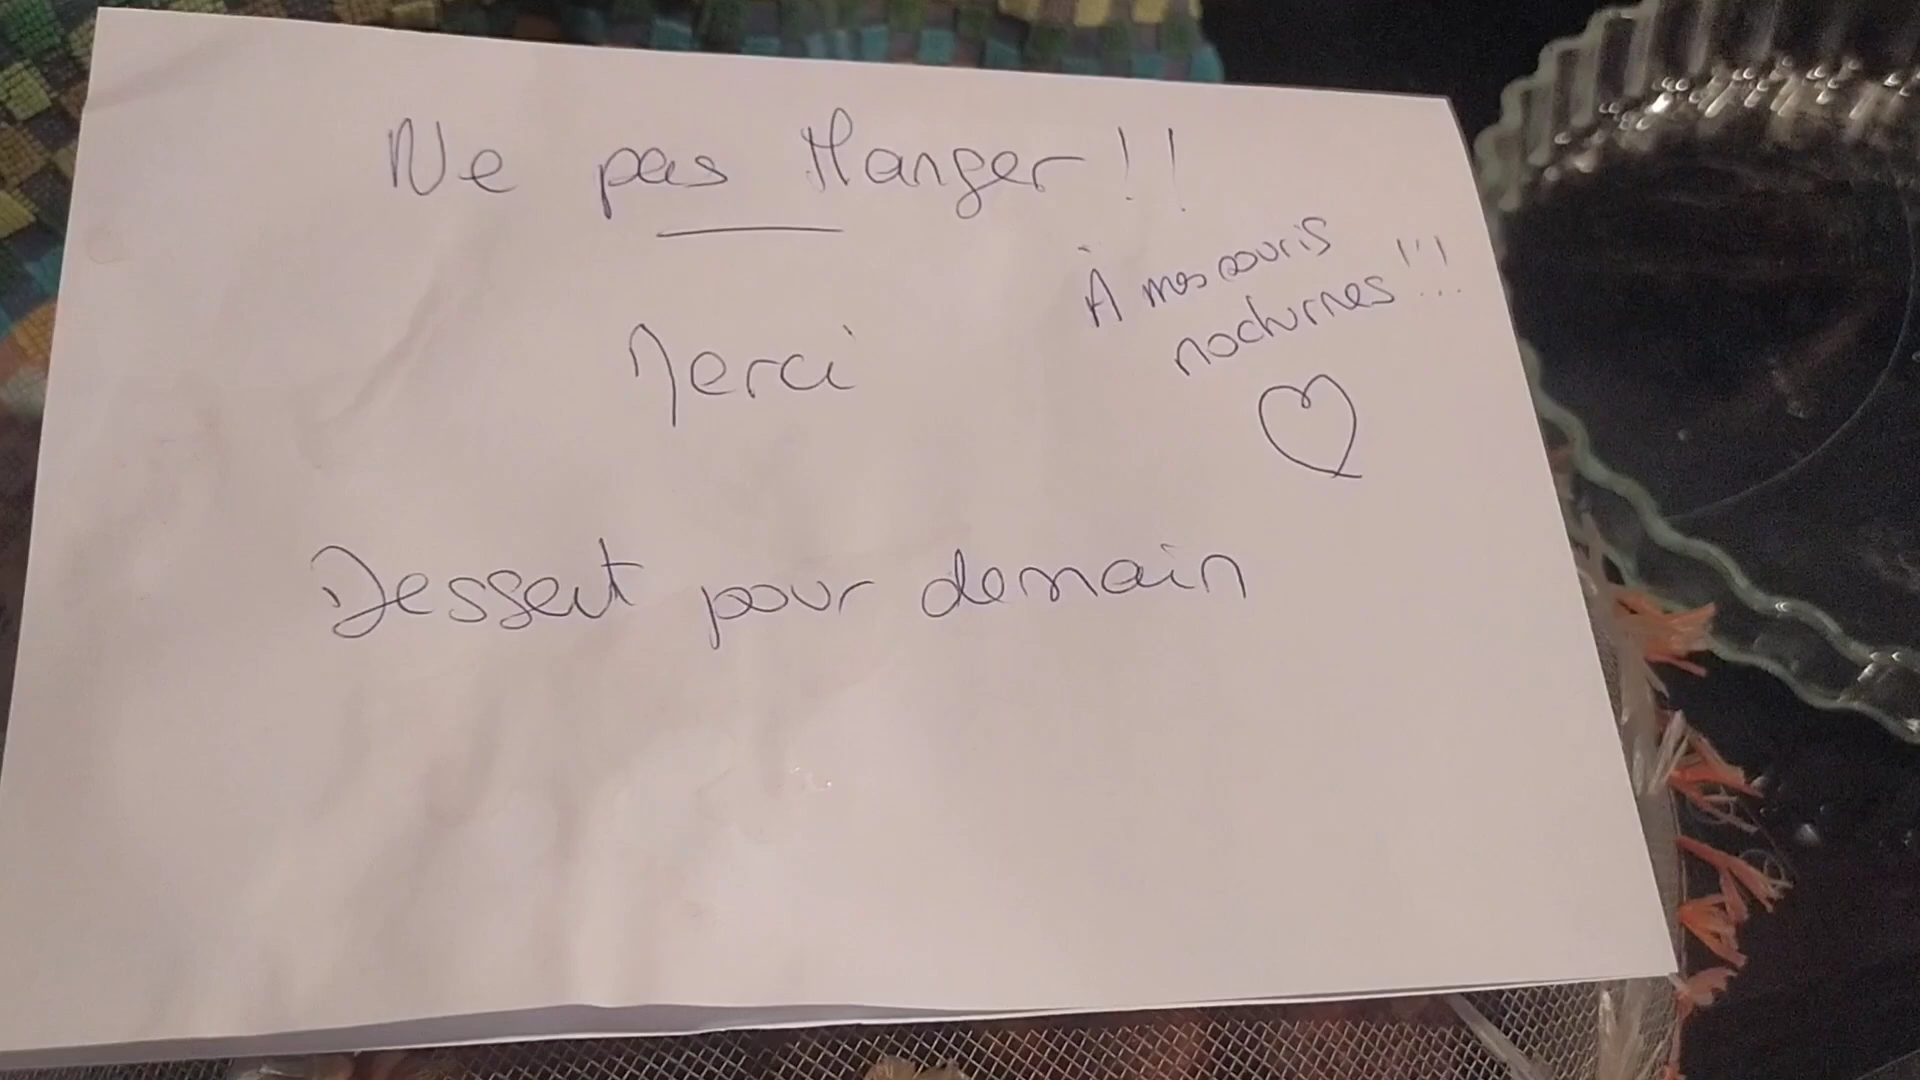 Ne pas Manger !!
À mes souris
nocturnes !!!
Merci
Dessert pour demain